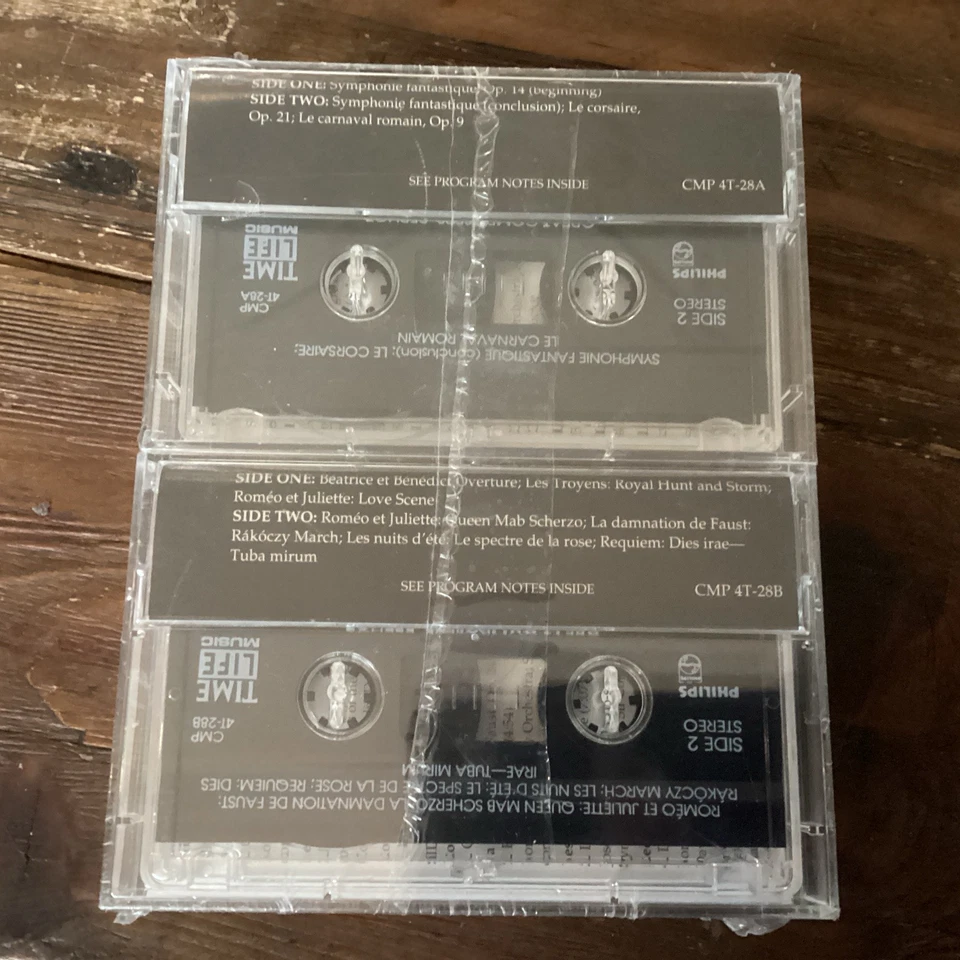 SIDE ONE: Symphonie fantastique, Op. 14 (beginning)
SIDE TWO: Symphonie fantastique (conclusion); Le corsaire,
Op. 21; Le carnaval romain, Op. 9
SEE PROGRAM NOTES INSIDE
CMP 4T-28A
TIME
LIFE
MUSIC
CMP
4T-28A
PHILIPS
SIDE 2
STEREO
SYMPHONIE FANTASTIQUE (conclusion); LE CORSAIRE;
LE CARNAVAL ROMAIN
SIDE ONE: Béatrice et Bénédict Overture; Les Troyens: Royal Hunt and Storm;
Roméo et Juliette: Love Scene
SIDE TWO: Roméo et Juliette: Queen Mab Scherzo; La damnation de Faust:
Rákóczy March; Les nuits d'été: Le spectre de la rose; Requiem: Dies irae—
Tuba mirum
SEE PROGRAM NOTES INSIDE
CMP 4T-28B
TIME
LIFE
MUSIC
CMP
4T-28B
PHILIPS
SIDE 2
STEREO
ROMÉO ET JULIETTE: QUEEN MAB SCHERZO; LA DAMNATION DE FAUST:
RÁKÓCZY MARCH; LES NUITS D'ÉTÉ: LE SPECTRE DE LA ROSE; REQUIEM: DIES
IRAE—TUBA MIRUM